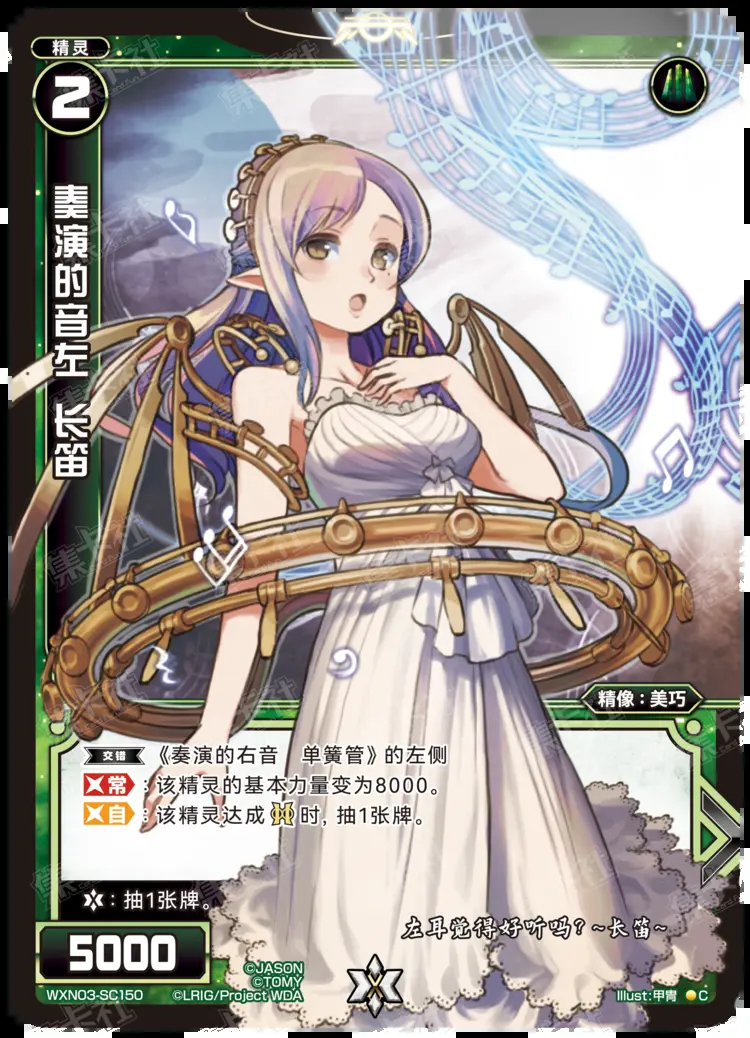 精灵
2
奏演的音左 长笛
精像：美巧
交错 《奏演的右音 单簧管》的左侧
常：该精灵的基本力量变为8000。
自：该精灵达成 时，抽1张牌。
：抽1张牌。
左耳觉得好听吗？~长笛~
5000
©JASON
©TOMY
WXN03-SC150 ©LRIG/Project WDA
Illust:甲冑 C
集卡社